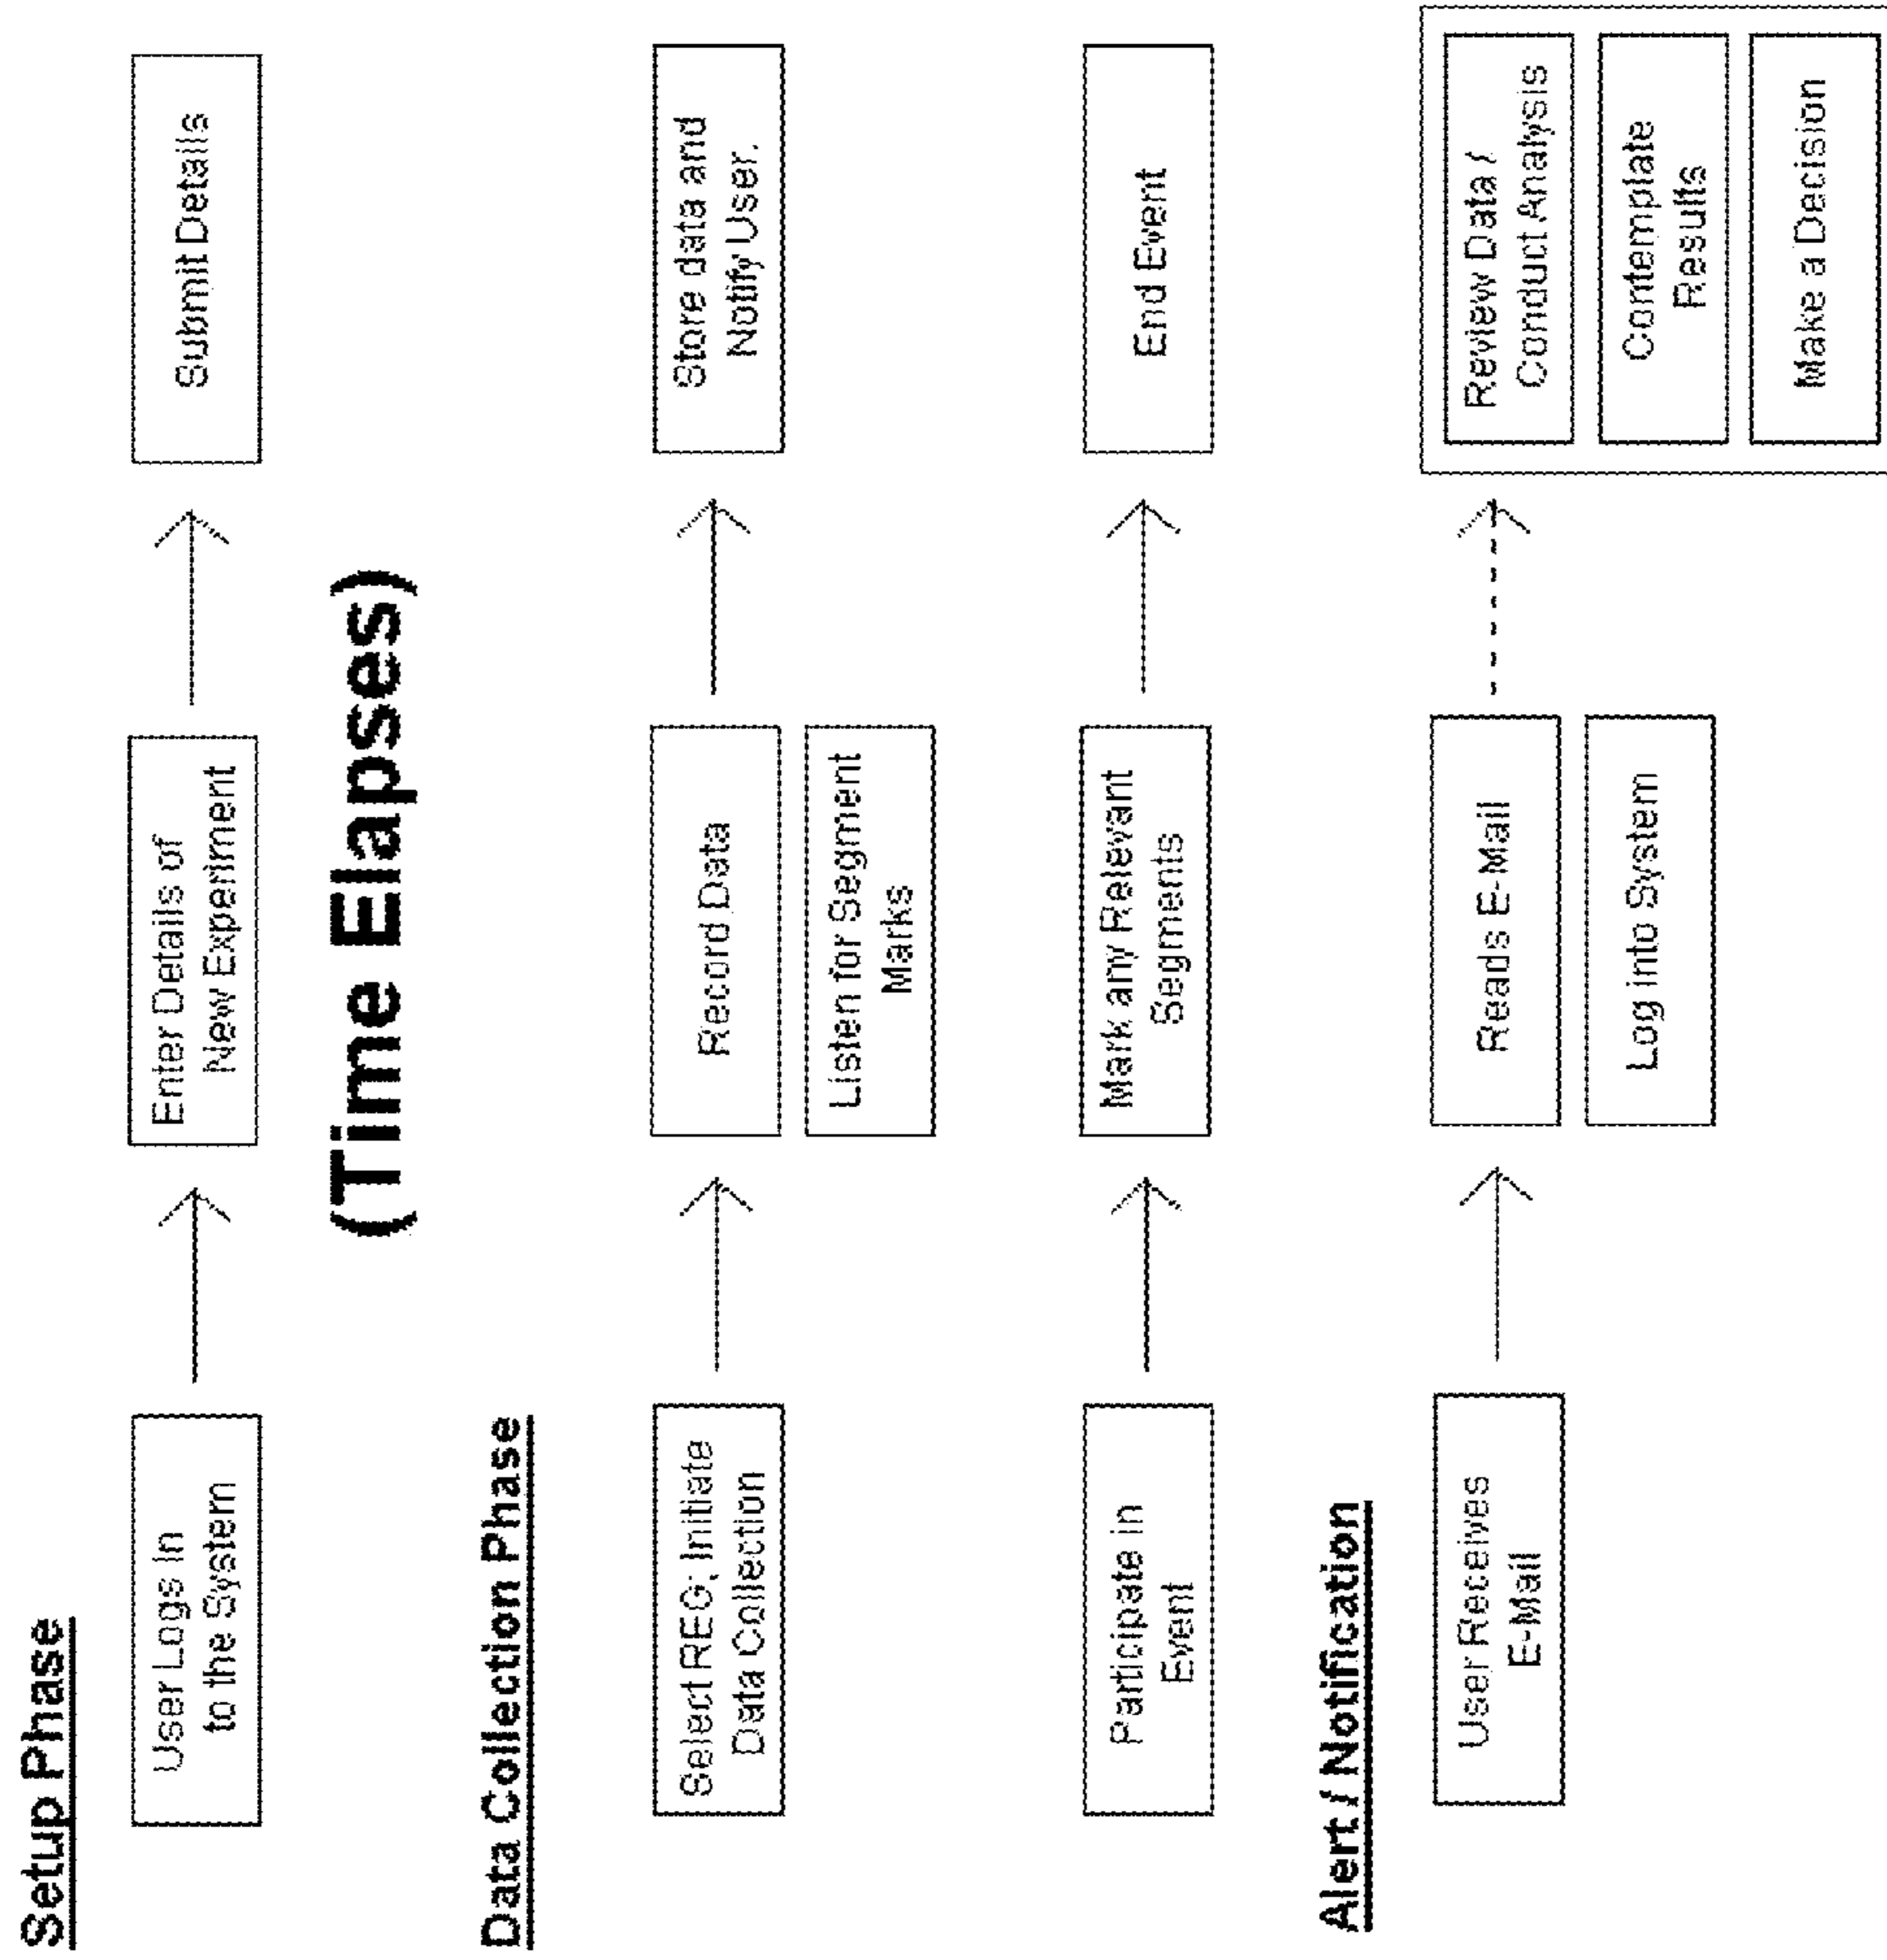 Setup Phase
User Logs In
to the System
Enter Details of
New Experiment
Submit Details
(Time Elapses)
Data Collection Phase
Select REG; Initiate
Data Collection
Record Data
Listen for Segment
Marks
Store data and
Notify User.
Participate in
Event
Mark any Relevant
Segments
End Event
Alert / Notification
User Receives
E-Mail
Reads E-Mail
Log into System
Review Data /
Conduct Analysis
Contemplate
Results
Make a Decision